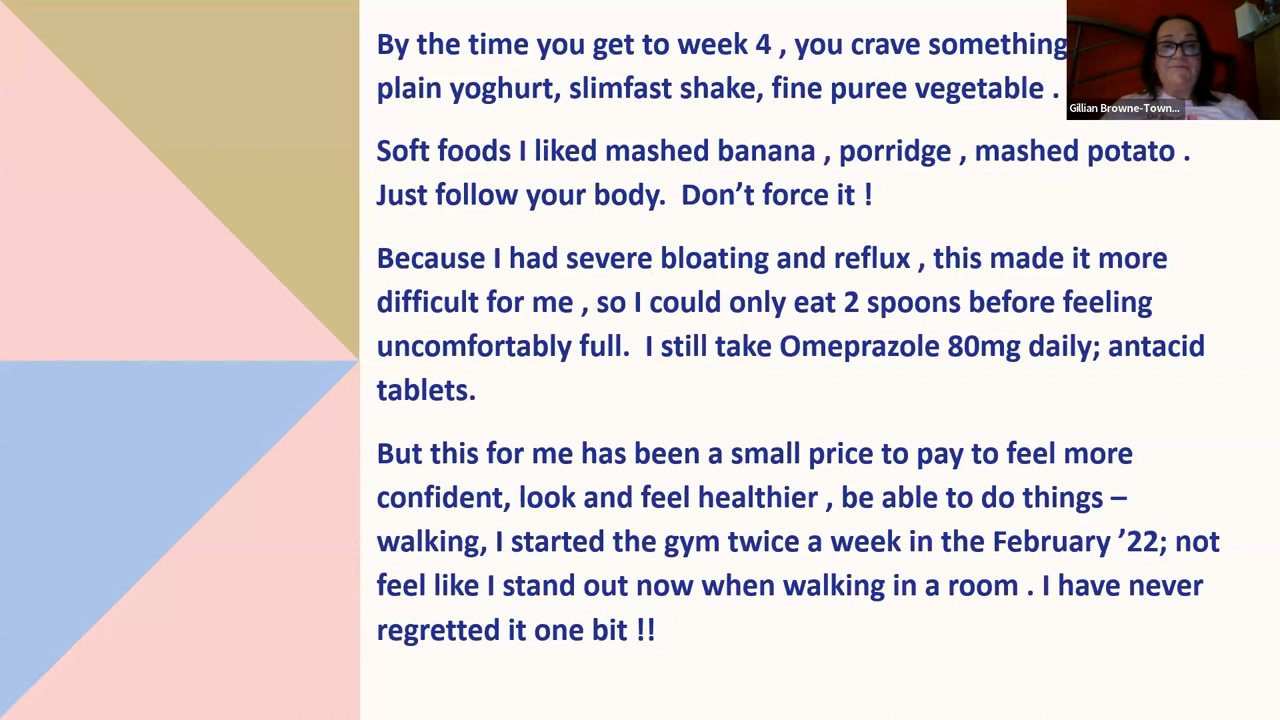 By the time you get to week 4 , you crave something
plain yoghurt, slimfast shake, fine puree vegetable .
Gillian Browne-Town...
Soft foods I liked mashed banana , porridge , mashed potato .
Just follow your body.  Don’t force it !
Because I had severe bloating and reflux , this made it more
difficult for me , so I could only eat 2 spoons before feeling
uncomfortably full.  I still take Omeprazole 80mg daily; antacid
tablets.
But this for me has been a small price to pay to feel more
confident, look and feel healthier , be able to do things –
walking, I started the gym twice a week in the February ’22; not
feel like I stand out now when walking in a room . I have never
regretted it one bit !!